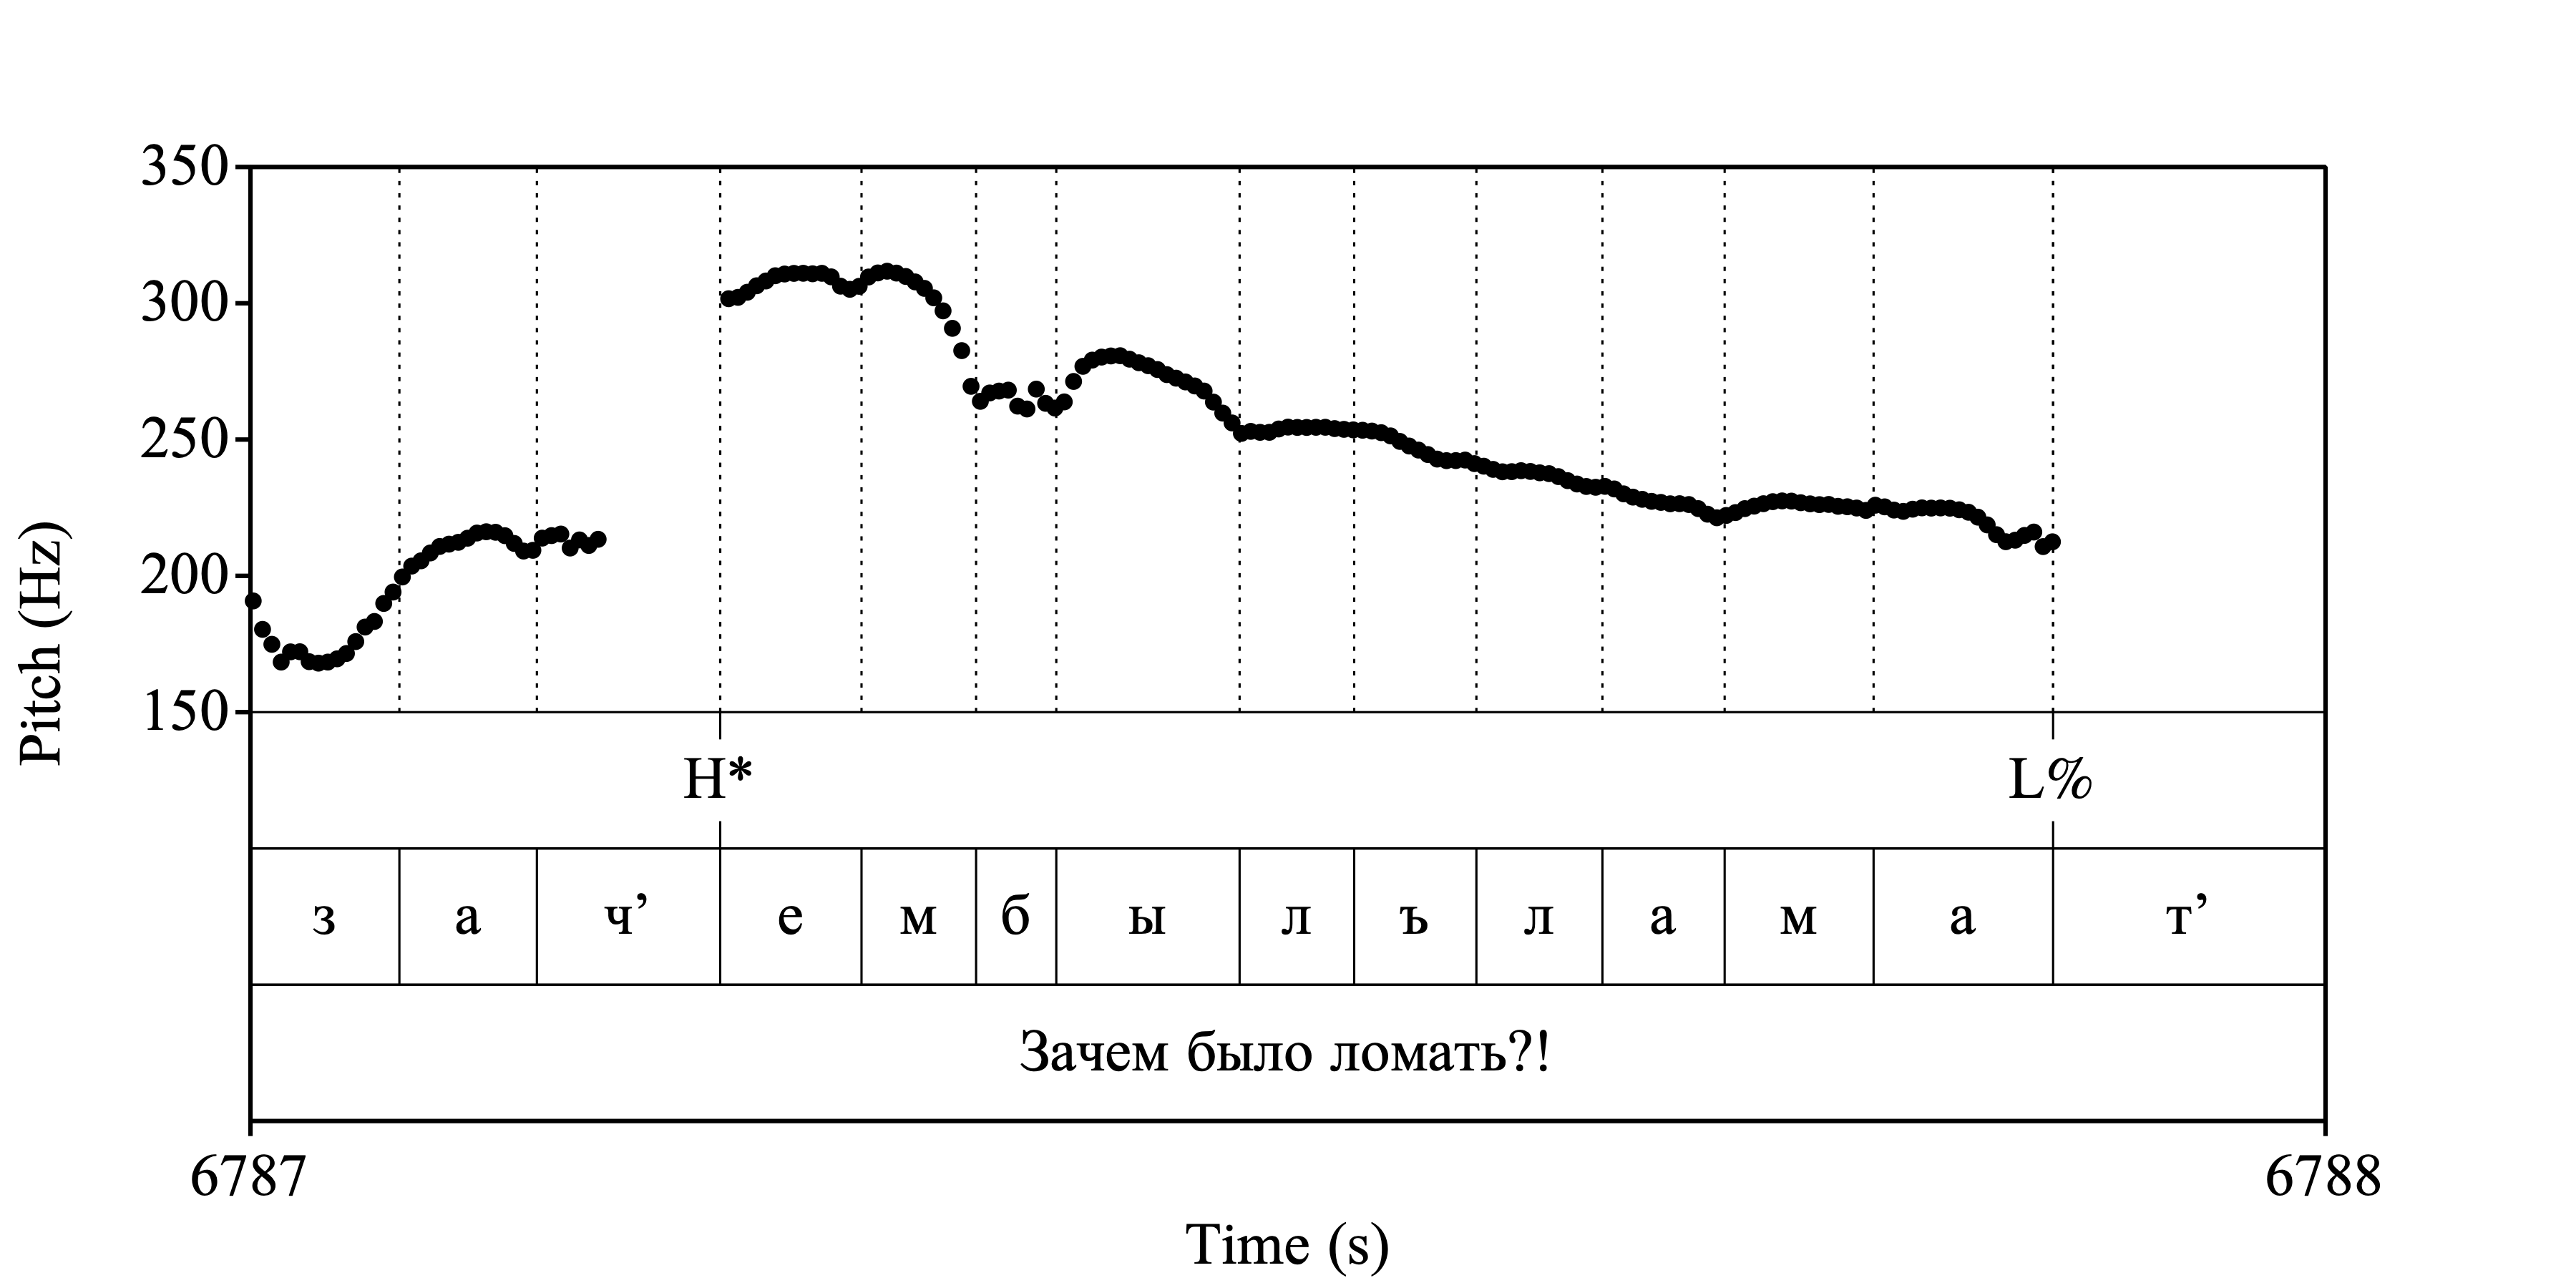 350
300
250
200
150
Pitch (Hz)
H* L%
з а ч’ е м б ы л ъ л а м а т’
Зачем было ломать?!
6787 6788
Time (s)